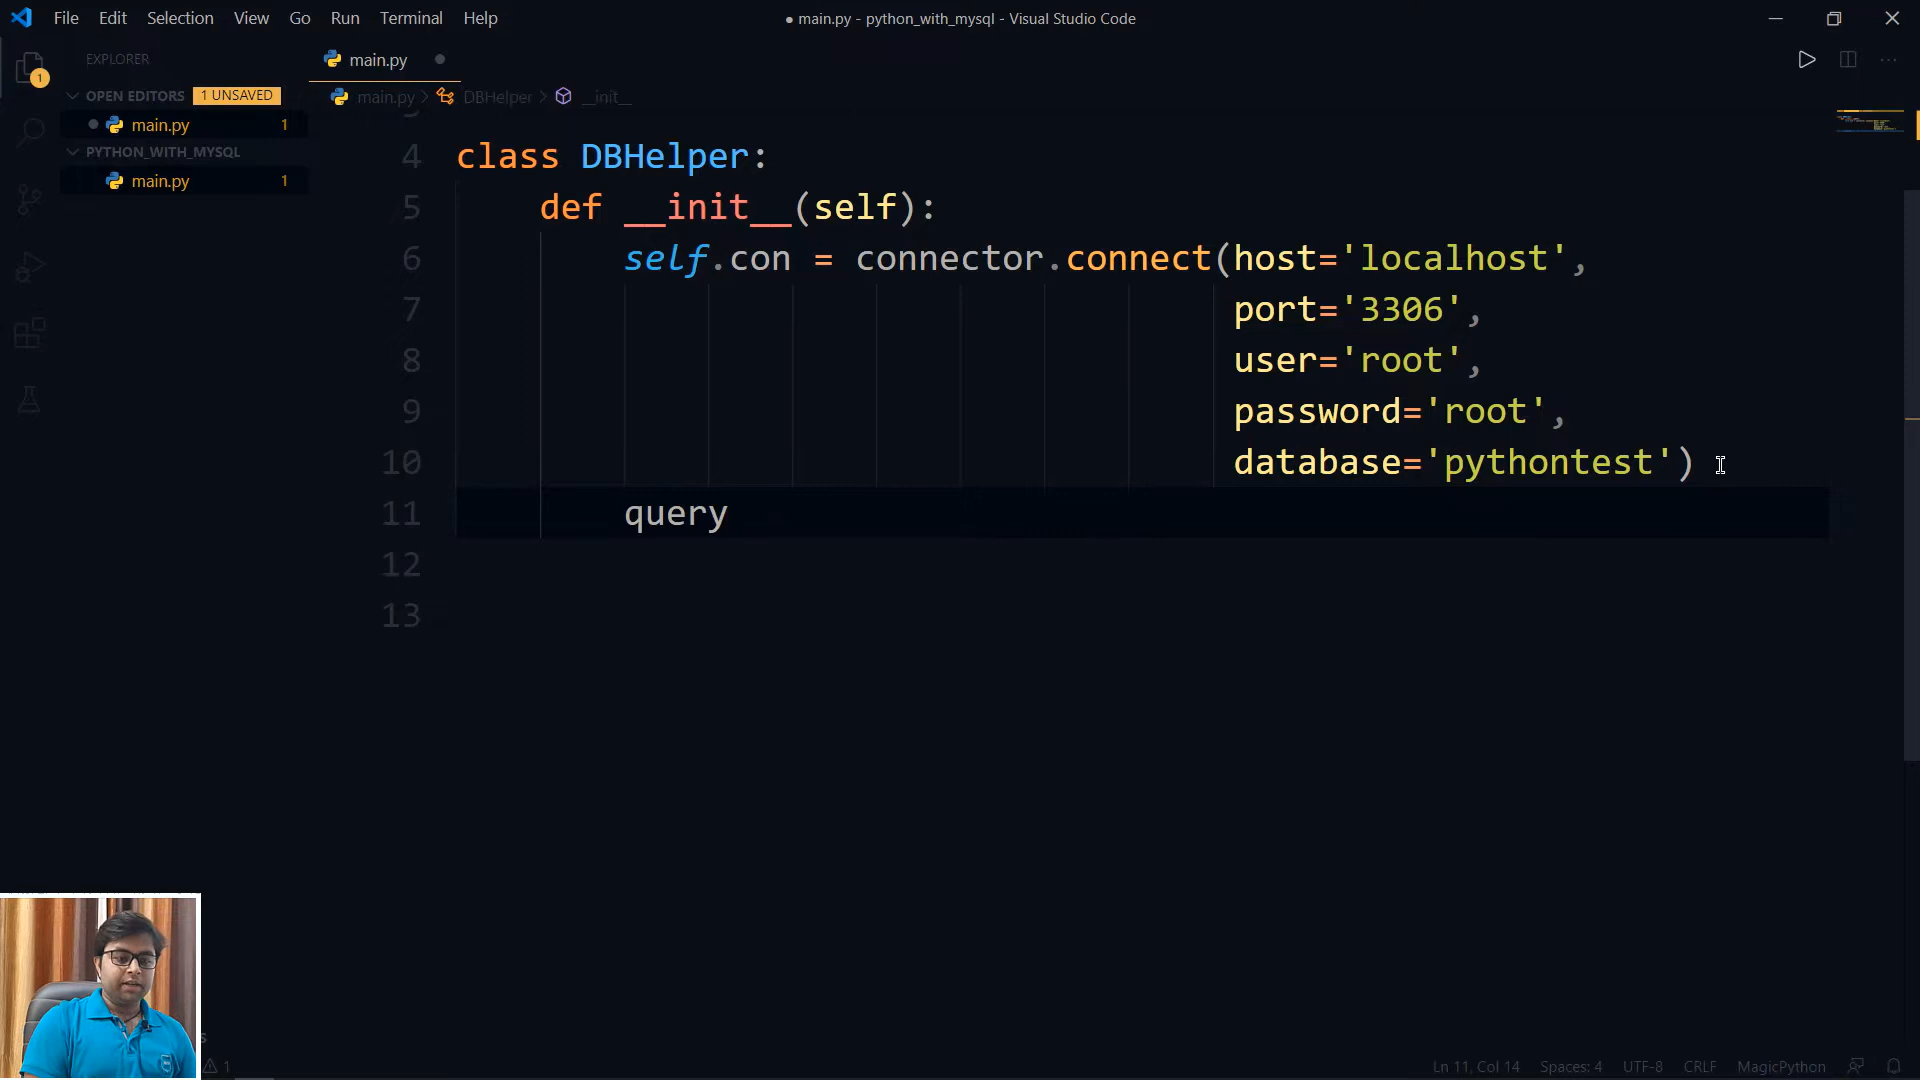 File Edit Selection View Go Run Terminal Help
● main.py - python_with_mysql - Visual Studio Code
EXPLORER
1
OPEN EDITORS 1 UNSAVED
main.py 1
PYTHON_WITH_MYSQL
main.py 1
main.py
main.py > DBHelper > __init__
4 class DBHelper:
5 def __init__(self):
6 self.con = connector.connect(host='localhost',
7 port='3306',
8 user='root',
9 password='root',
10 database='pythontest')
11 query
12
13
1
Ln 11, Col 14 Spaces: 4 UTF-8 CRLF MagicPython